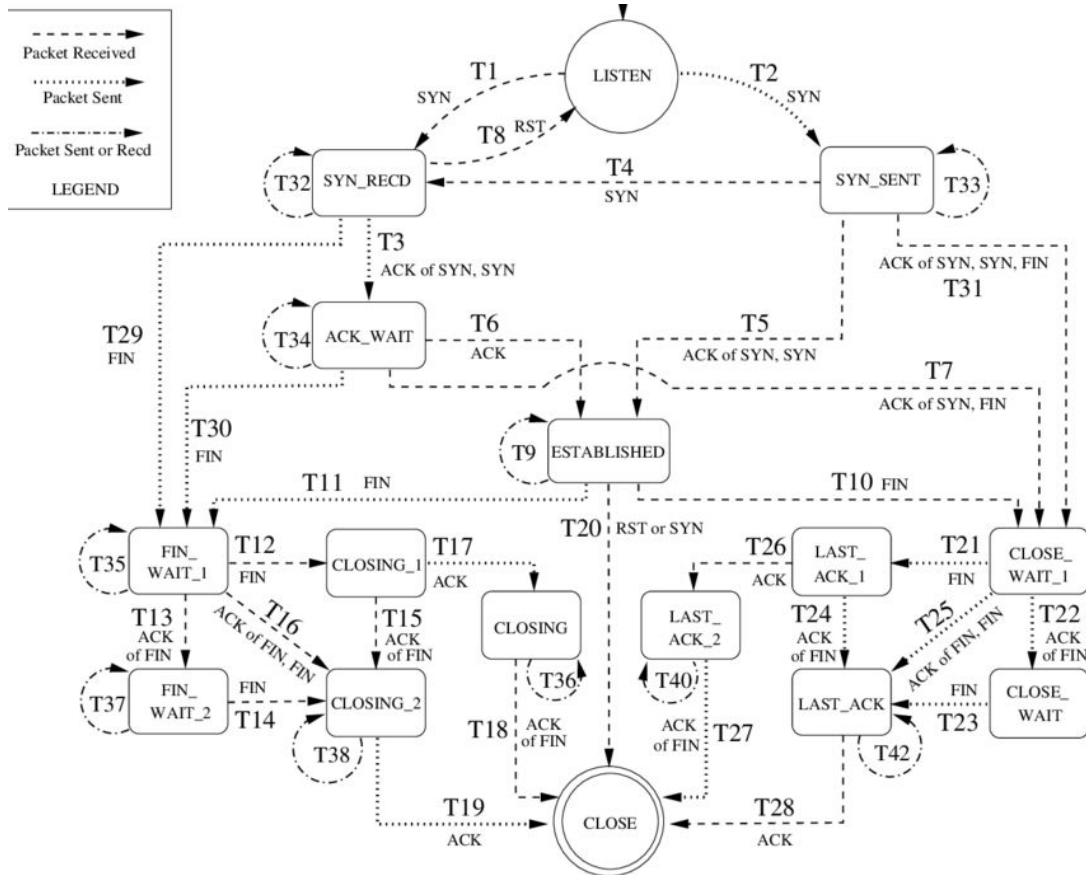 Packet Received
Packet Sent
Packet Sent or Recd
LEGEND
LISTEN
T1
SYN
T2
SYN
T8
RST
T32
SYN_RECD
T4
SYN
SYN_SENT
T33
T3
ACK of SYN, SYN
ACK of SYN, SYN, FIN
T31
T29
FIN
T34
ACK_WAIT
T6
ACK
T5
ACK of SYN, SYN
T7
ACK of SYN, FIN
T30
FIN
T9
ESTABLISHED
T11
FIN
T10
FIN
T20
RST or SYN
T35
FIN_
WAIT_1
T12
FIN
CLOSING_1
T17
ACK
T26
ACK
LAST_
ACK_1
T21
FIN
CLOSE_
WAIT_1
T13
ACK
of FIN
T16
ACK of FIN, FIN
T15
ACK
of FIN
CLOSING
LAST_
ACK_2
T24
ACK
of FIN
T25
ACK of FIN, FIN
T22
ACK
of FIN
T37
FIN_
WAIT_2
FIN
T14
CLOSING_2
T36
T40
LAST_ACK
FIN
T23
CLOSE_
WAIT
T38
T18
ACK
of FIN
ACK
of FIN
T27
T42
T19
ACK
CLOSE
T28
ACK